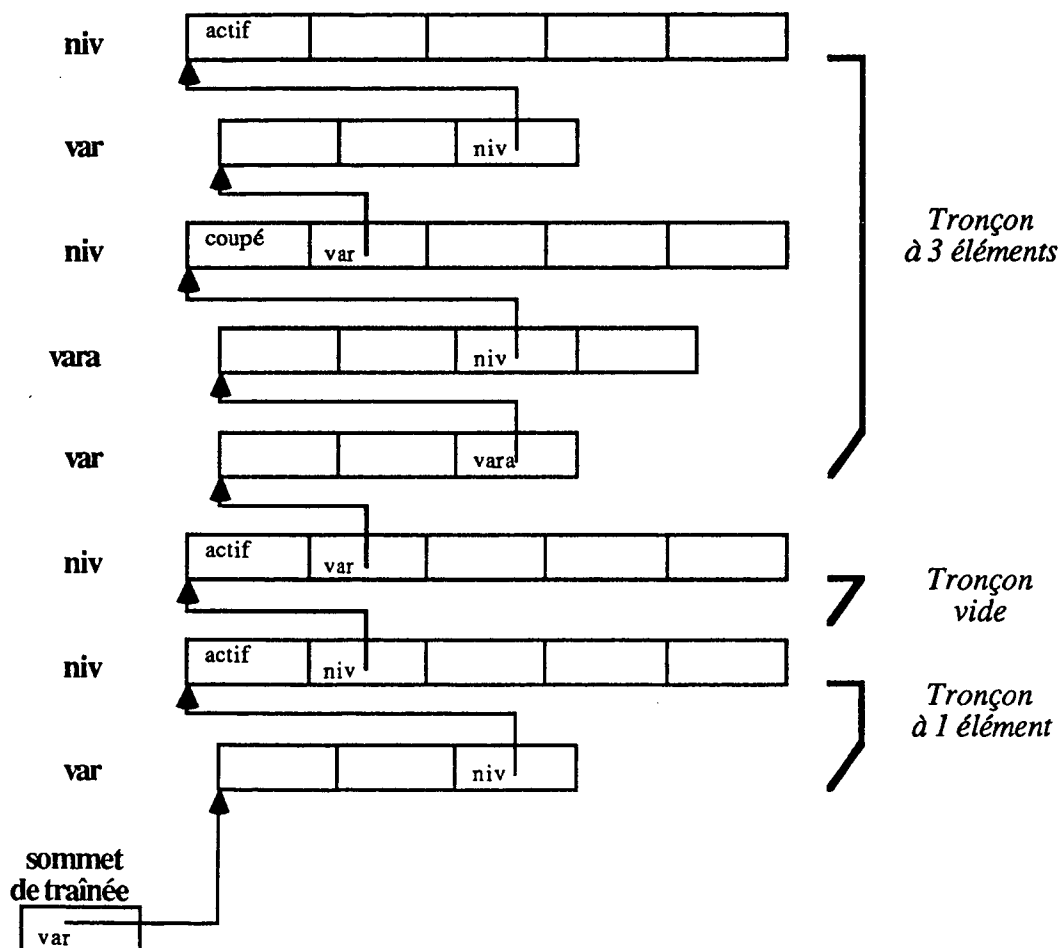 niv
actif
var
niv
niv
coupé
var
Tronçon
à 3 éléments
vara
niv
var
vara
niv
actif
var
Tronçon
vide
niv
actif
niv
Tronçon
à 1 élément
var
niv
sommet
de traînée
var